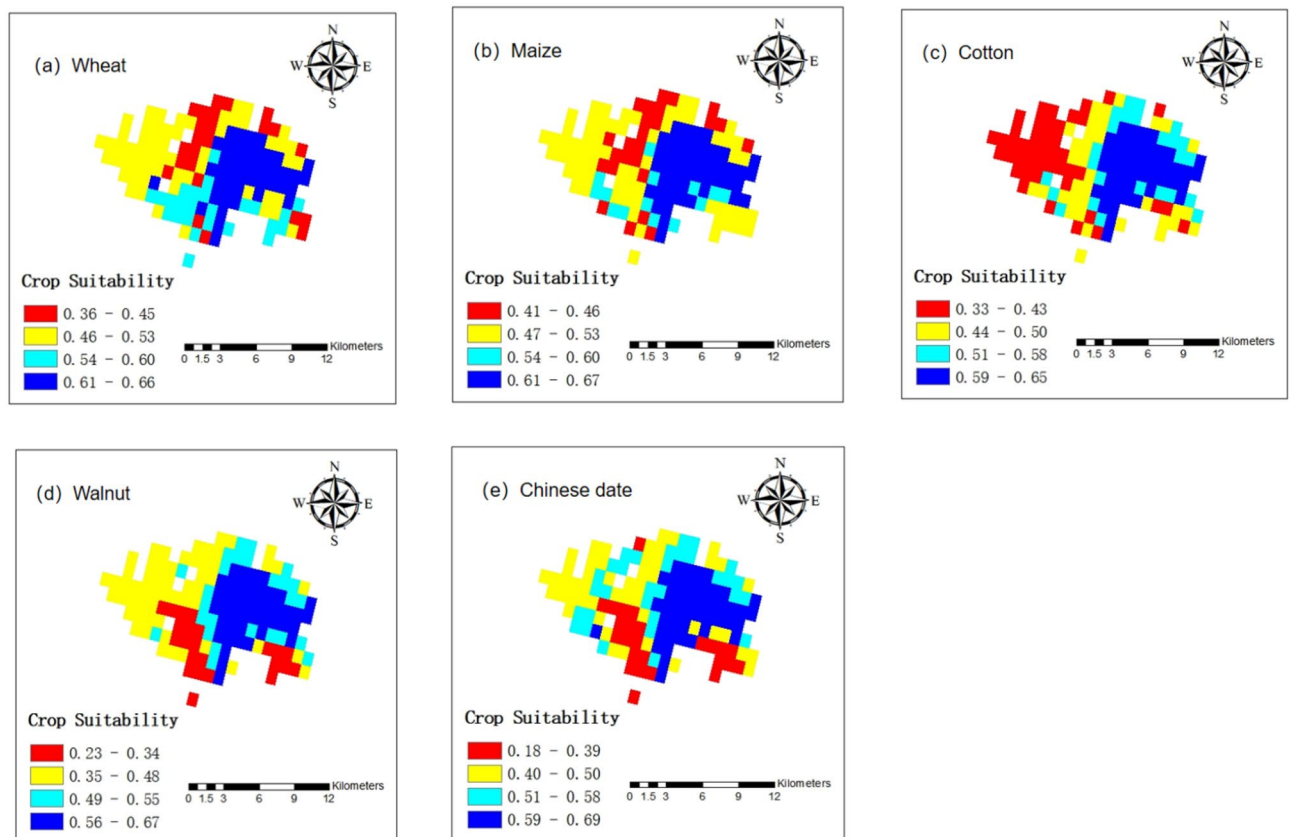 (a) Wheat
N
W E
S
Crop Suitability
0.36 - 0.45
0.46 - 0.53
0.54 - 0.60
0.61 - 0.66
Kilometers
0 1.5 3 6 9 12
(b) Maize
N
W E
S
Crop Suitability
0.41 - 0.46
0.47 - 0.53
0.54 - 0.60
0.61 - 0.67
Kilometers
0 1.5 3 6 9 12
(c) Cotton
N
W E
S
Crop Suitability
0.33 - 0.43
0.44 - 0.50
0.51 - 0.58
0.59 - 0.65
Kilometers
0 1.5 3 6 9 12
(d) Walnut
N
W E
S
Crop Suitability
0.23 - 0.34
0.35 - 0.48
0.49 - 0.55
0.56 - 0.67
Kilometers
0 1.5 3 6 9 12
(e) Chinese date
N
W E
S
Crop Suitability
0.18 - 0.39
0.40 - 0.50
0.51 - 0.58
0.59 - 0.69
Kilometers
0 1.5 3 6 9 12